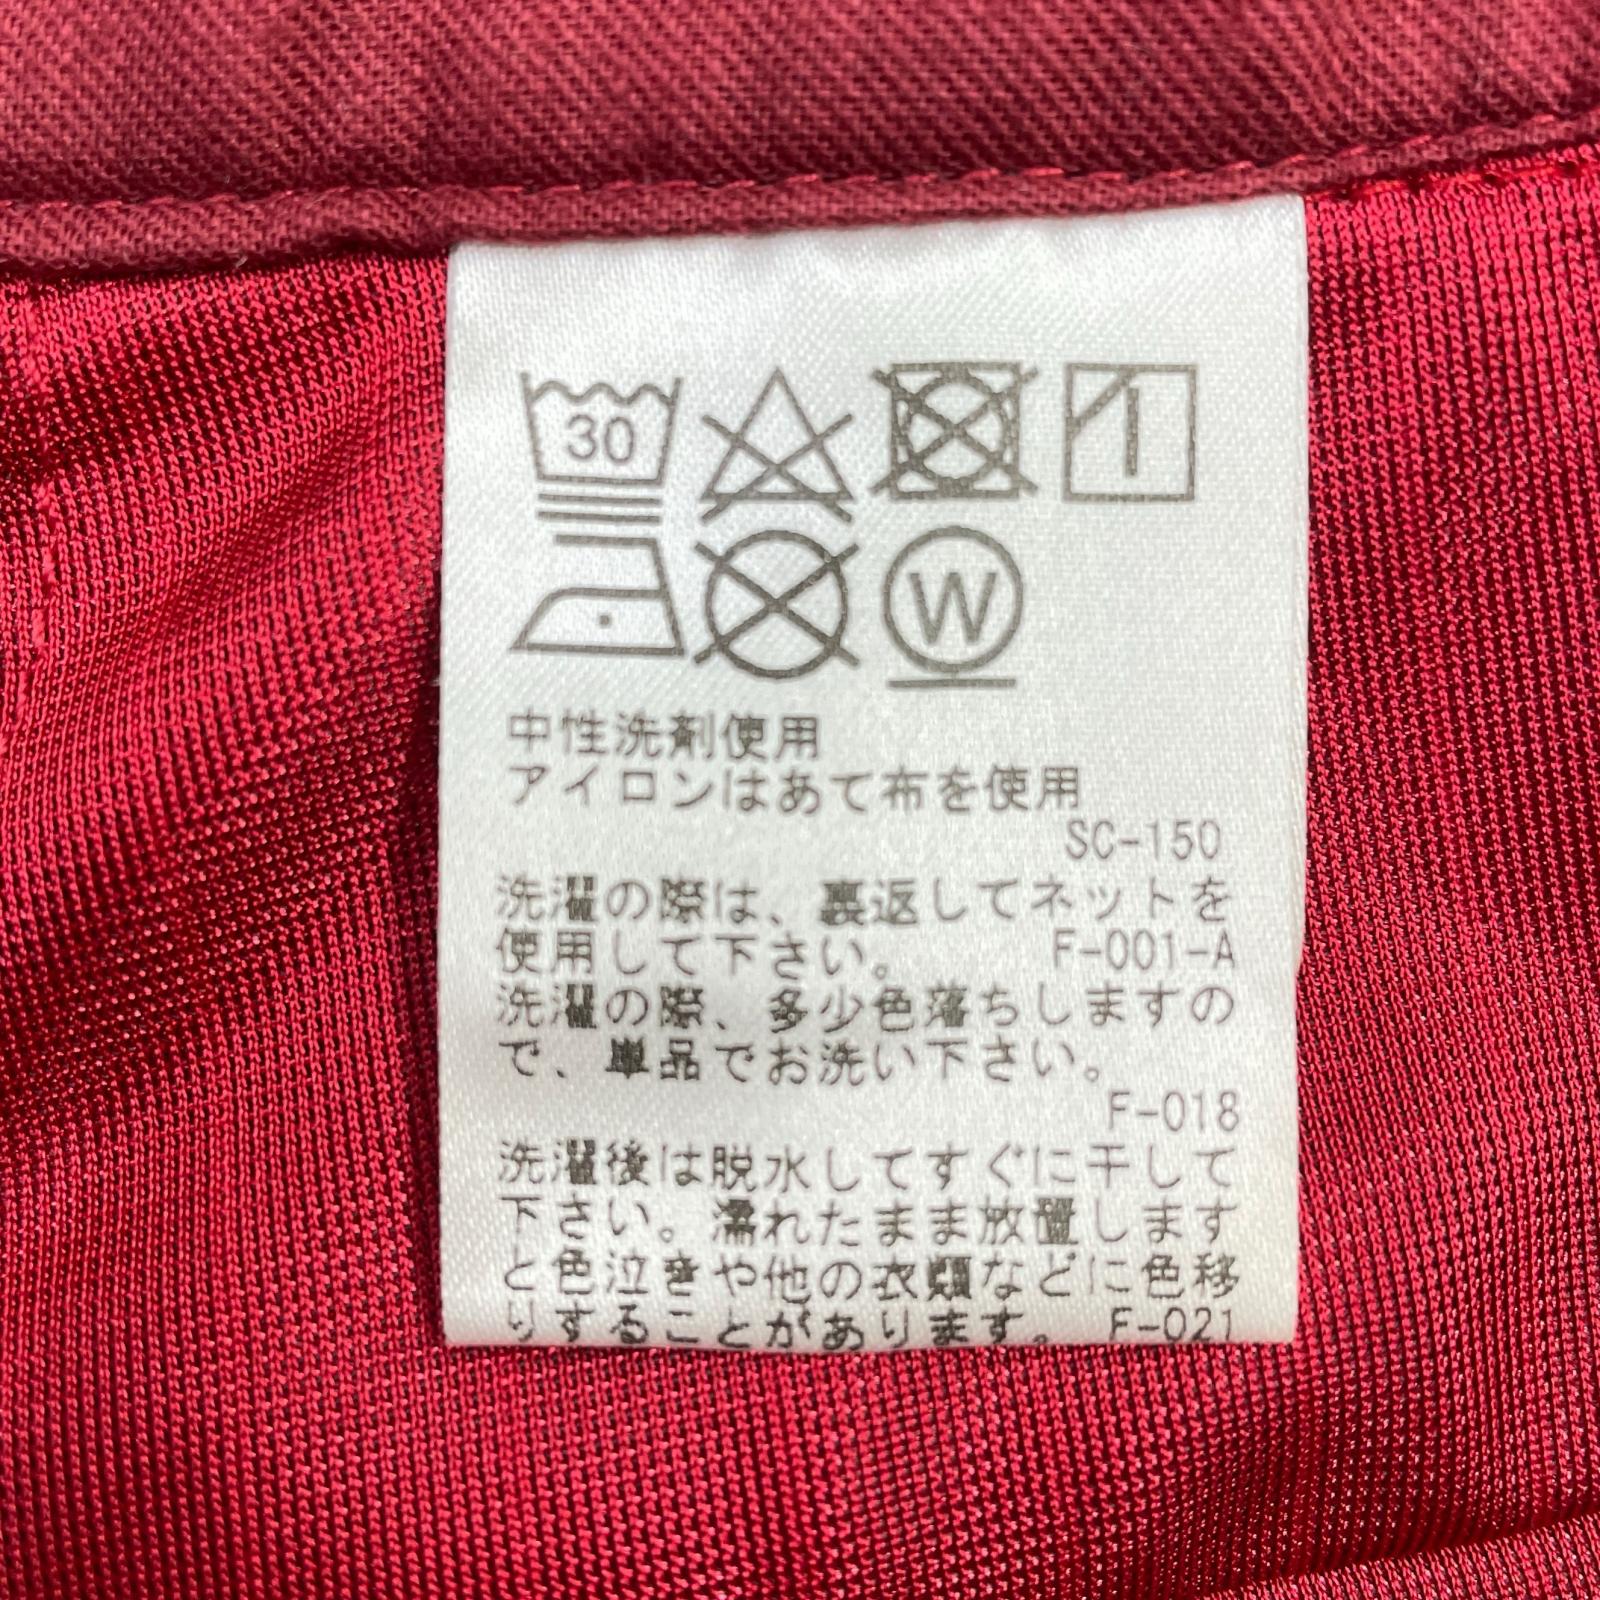 30
W
中性洗剤使用
アイロンはあて布を使用
SC-150
洗濯の際は、裏返してネットを
使用して下さい。 F-001-A
洗濯の際、多少色落ちしますの
で、単品でお洗い下さい。
F-018
洗濯後は脱水してすぐに干して
下さい。濡れたまま放置します
と色泣きや他の衣類などに色移
りすることがあります。 F-021